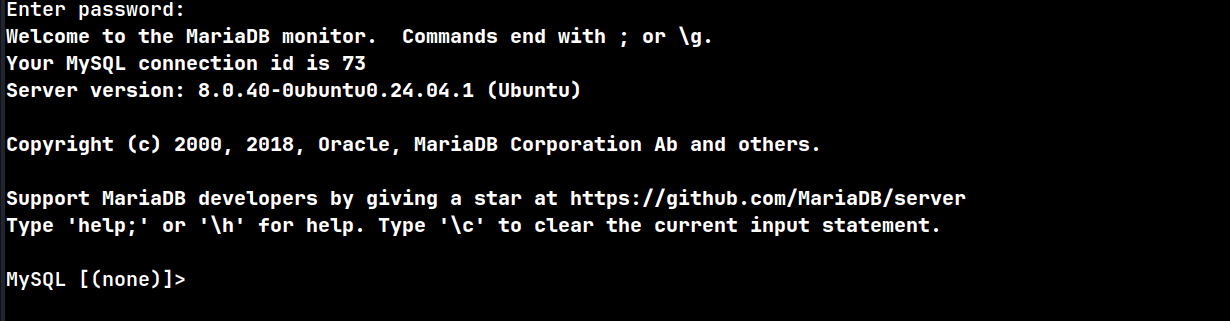 Enter password:
Welcome to the MariaDB monitor.  Commands end with ; or \g.
Your MySQL connection id is 73
Server version: 8.0.40-0ubuntu0.24.04.1 (Ubuntu)
Copyright (c) 2000, 2018, Oracle, MariaDB Corporation Ab and others.
Support MariaDB developers by giving a star at https://github.com/MariaDB/server
Type 'help;' or '\h' for help. Type '\c' to clear the current input statement.
MySQL [(none)]>